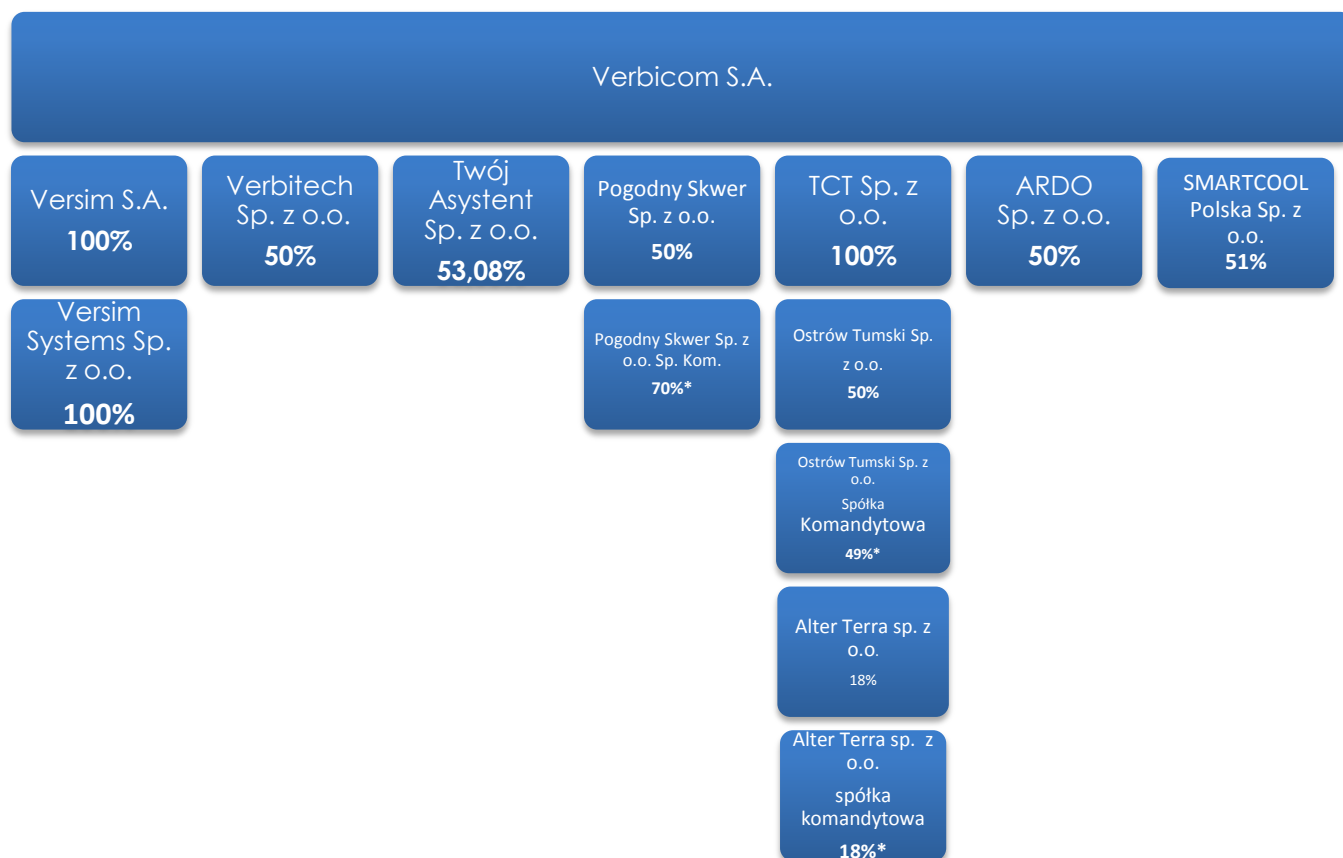 Verbicom S.A.
Versim S.A.
100%
Verbitech
Sp. z o.o.
50%
Twój
Asystent
Sp. z o.o.
53,08%
Pogodny Skwer
Sp. z o.o.
50%
TCT Sp. z
o.o.
100%
ARDO
Sp. z o.o.
50%
SMARTCOOL
Polska Sp. z
o.o.
51%
Versim
Systems Sp.
z o.o.
100%
Pogodny Skwer Sp. z
o.o. Sp. Kom.
70%*
Ostrów Tumski Sp.
z o.o.
50%
Ostrów Tumski Sp. z
o.o.
Spółka
Komandytowa
49%*
Alter Terra sp. z
o.o.
18%
Alter Terra sp. z
o.o.
spółka
komandytowa
18%*